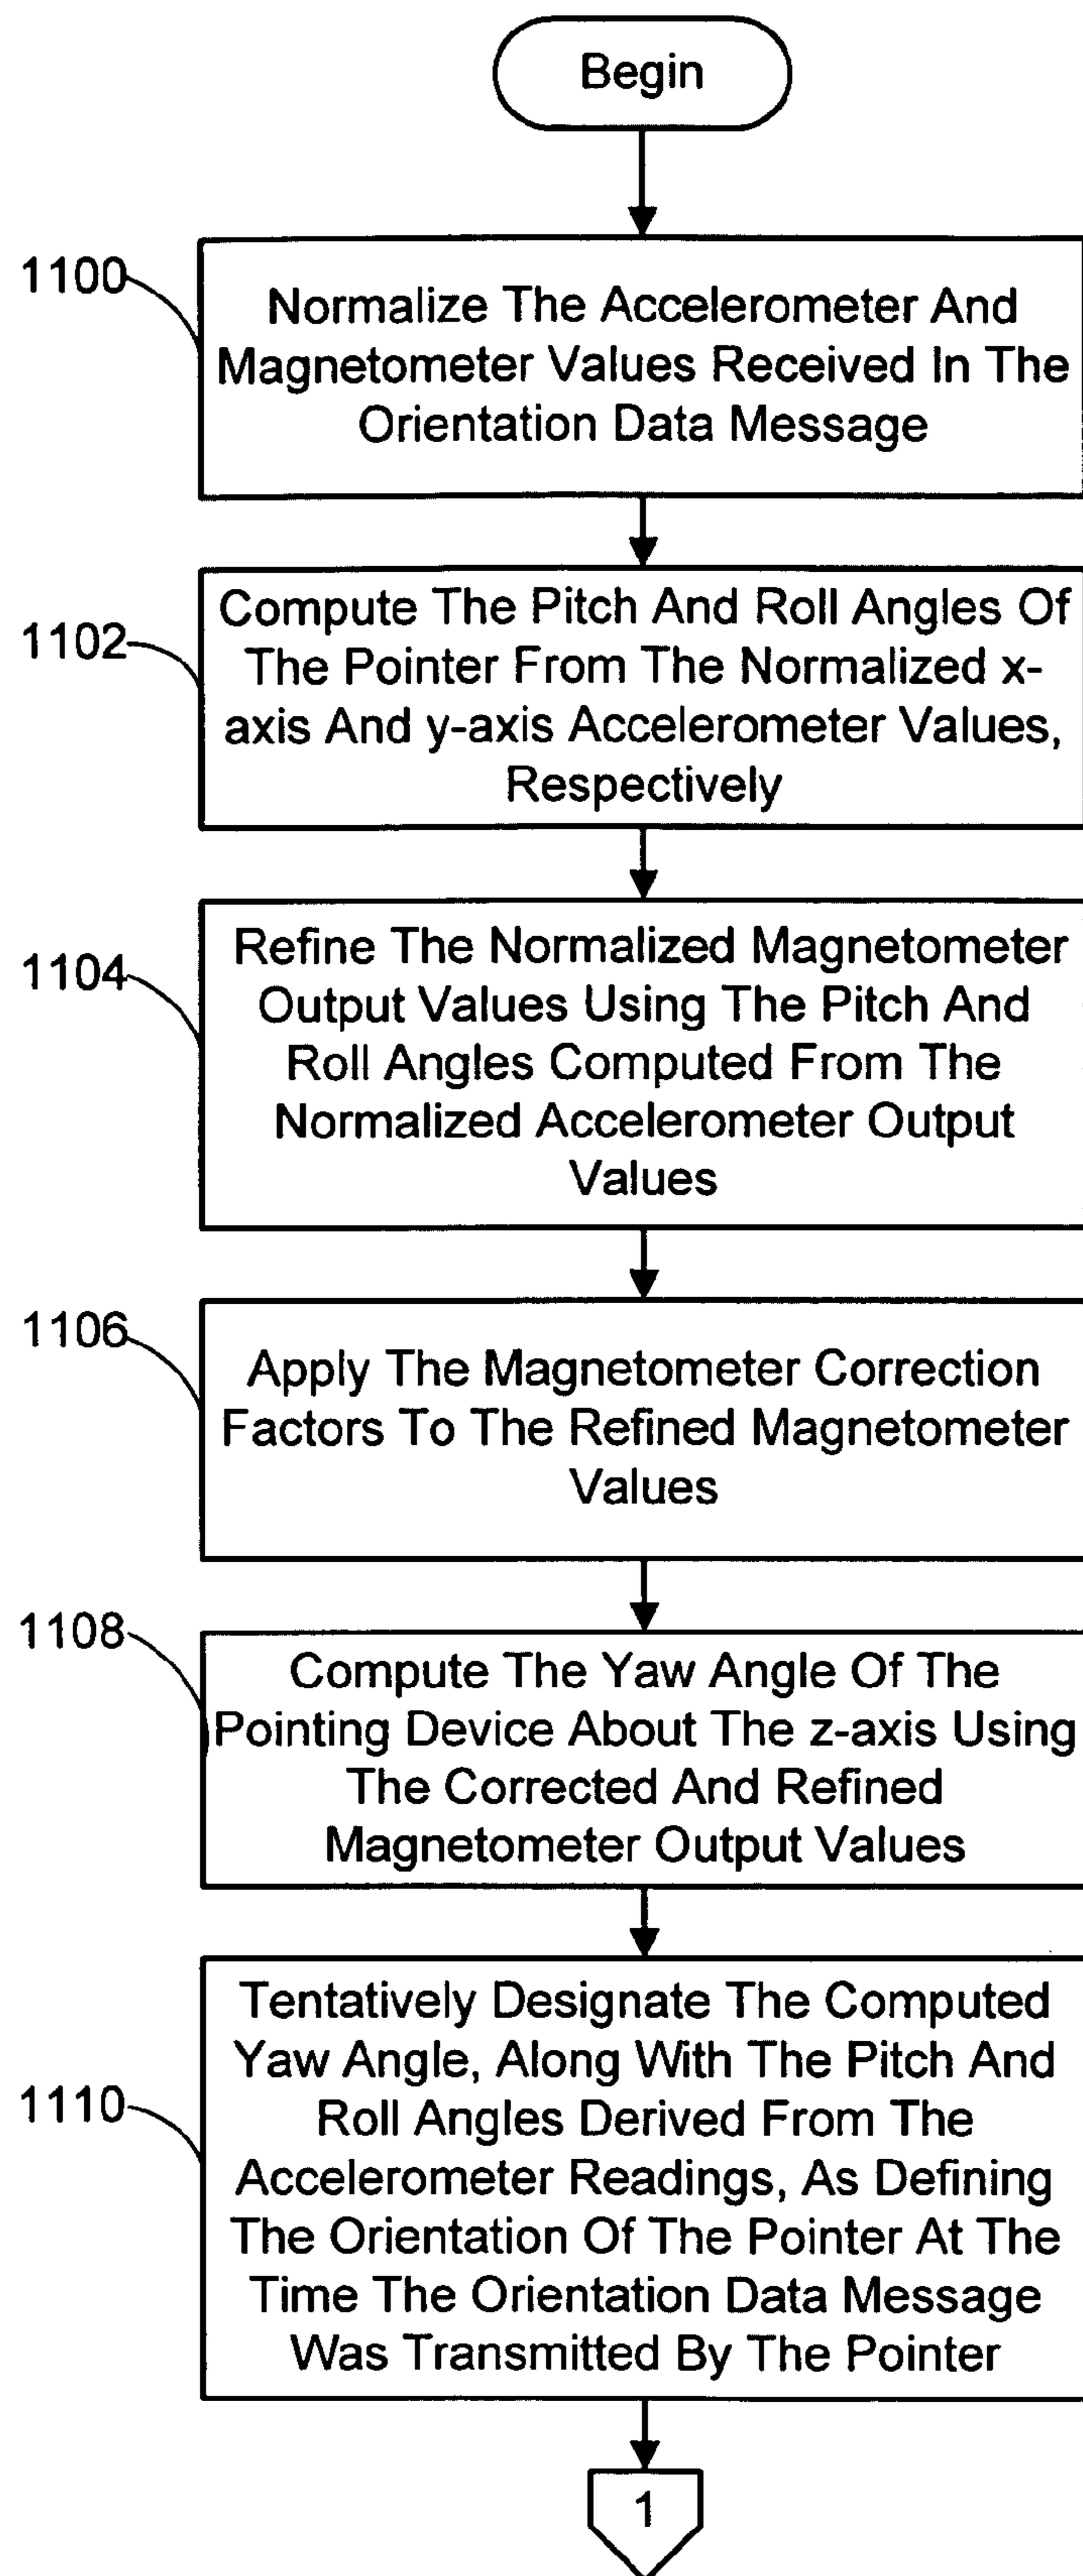 Begin
1100
Normalize The Accelerometer And
Magnetometer Values Received In The
Orientation Data Message
1102
Compute The Pitch And Roll Angles Of
The Pointer From The Normalized x-
axis And y-axis Accelerometer Values,
Respectively
1104
Refine The Normalized Magnetometer
Output Values Using The Pitch And
Roll Angles Computed From The
Normalized Accelerometer Output
Values
1106
Apply The Magnetometer Correction
Factors To The Refined Magnetometer
Values
1108
Compute The Yaw Angle Of The
Pointing Device About The z-axis Using
The Corrected And Refined
Magnetometer Output Values
1110
Tentatively Designate The Computed
Yaw Angle, Along With The Pitch And
Roll Angles Derived From The
Accelerometer Readings, As Defining
The Orientation Of The Pointer At The
Time The Orientation Data Message
Was Transmitted By The Pointer
1